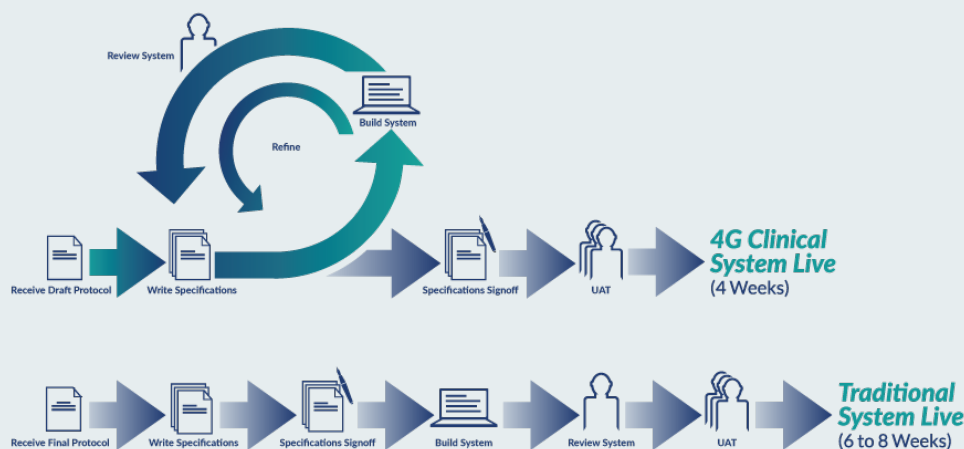 Review System
Build System
Refine
Receive Draft Protocol
Write Specifications
Specifications Signoff
UAT
4G Clinical
System Live
(4 Weeks)
Receive Final Protocol
Write Specifications
Specifications Signoff
Build System
Review System
UAT
Traditional
System Live
(6 to 8 Weeks)